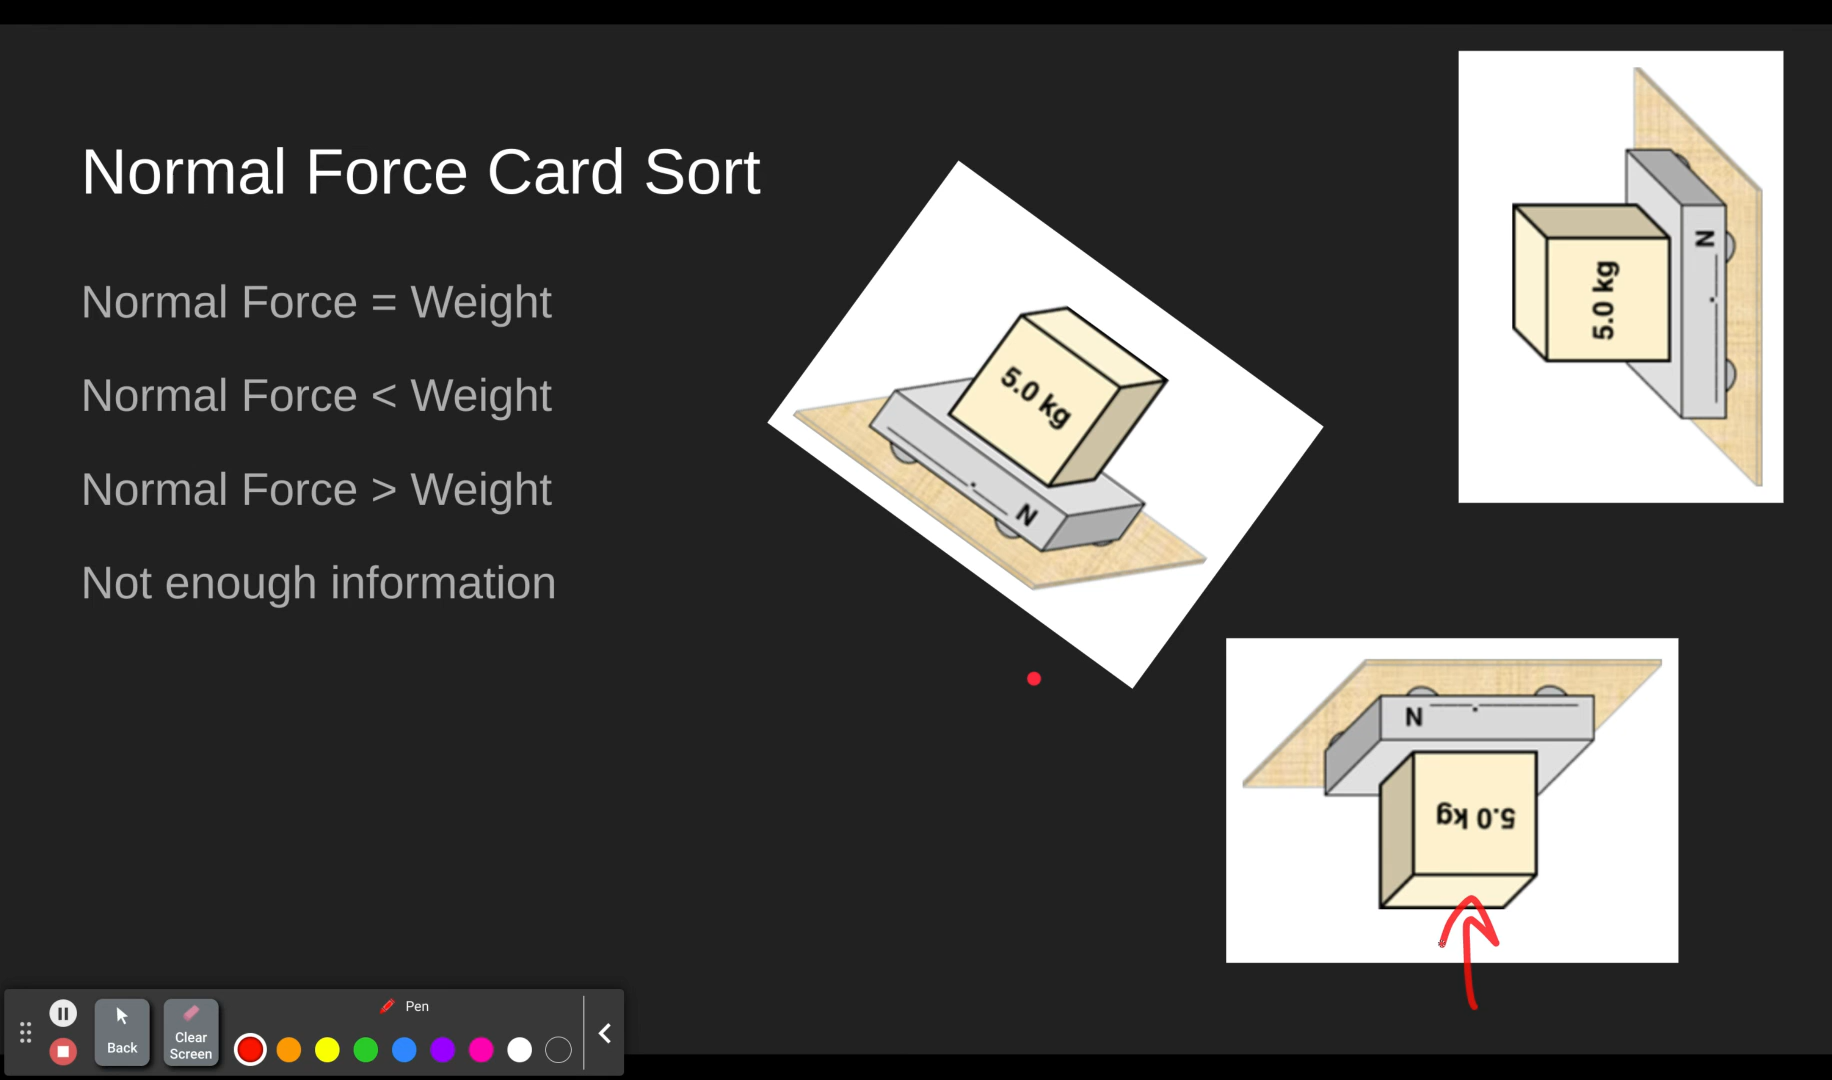 Normal Force Card Sort
Normal Force = Weight
Normal Force < Weight
Normal Force > Weight
Not enough information
5.0 kg
N
5.0 kg
N
N
5.0 kg
Pen
Back
Clear
Screen